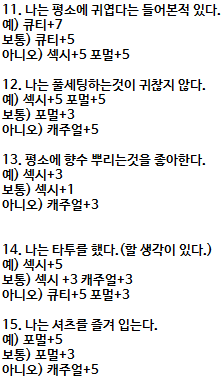 11. 나는 평소에 귀엽다는 들어본적 있다.
예) 큐티+7
보통) 큐티+5
아니오) 섹시+5 포멀+5
12. 나는 풀세팅하는것이 귀찮지 않다.
예) 섹시+5 포멀+5
보통) 포멀+3
아니오) 캐주얼+5
13. 평소에 향수 뿌리는것을 좋아한다.
예) 섹시+3
보통) 섹시+1
아니오) 캐주얼+3
14. 나는 타투를 했다.(할 생각이 있다.)
예) 섹시+5
보통) 섹시 +3 캐주얼+3
아니오) 큐티+5 포멀+3
15. 나는 셔츠를 즐겨 입는다.
예) 포멀+5
보통) 포멀+3
아니오) 캐주얼+5